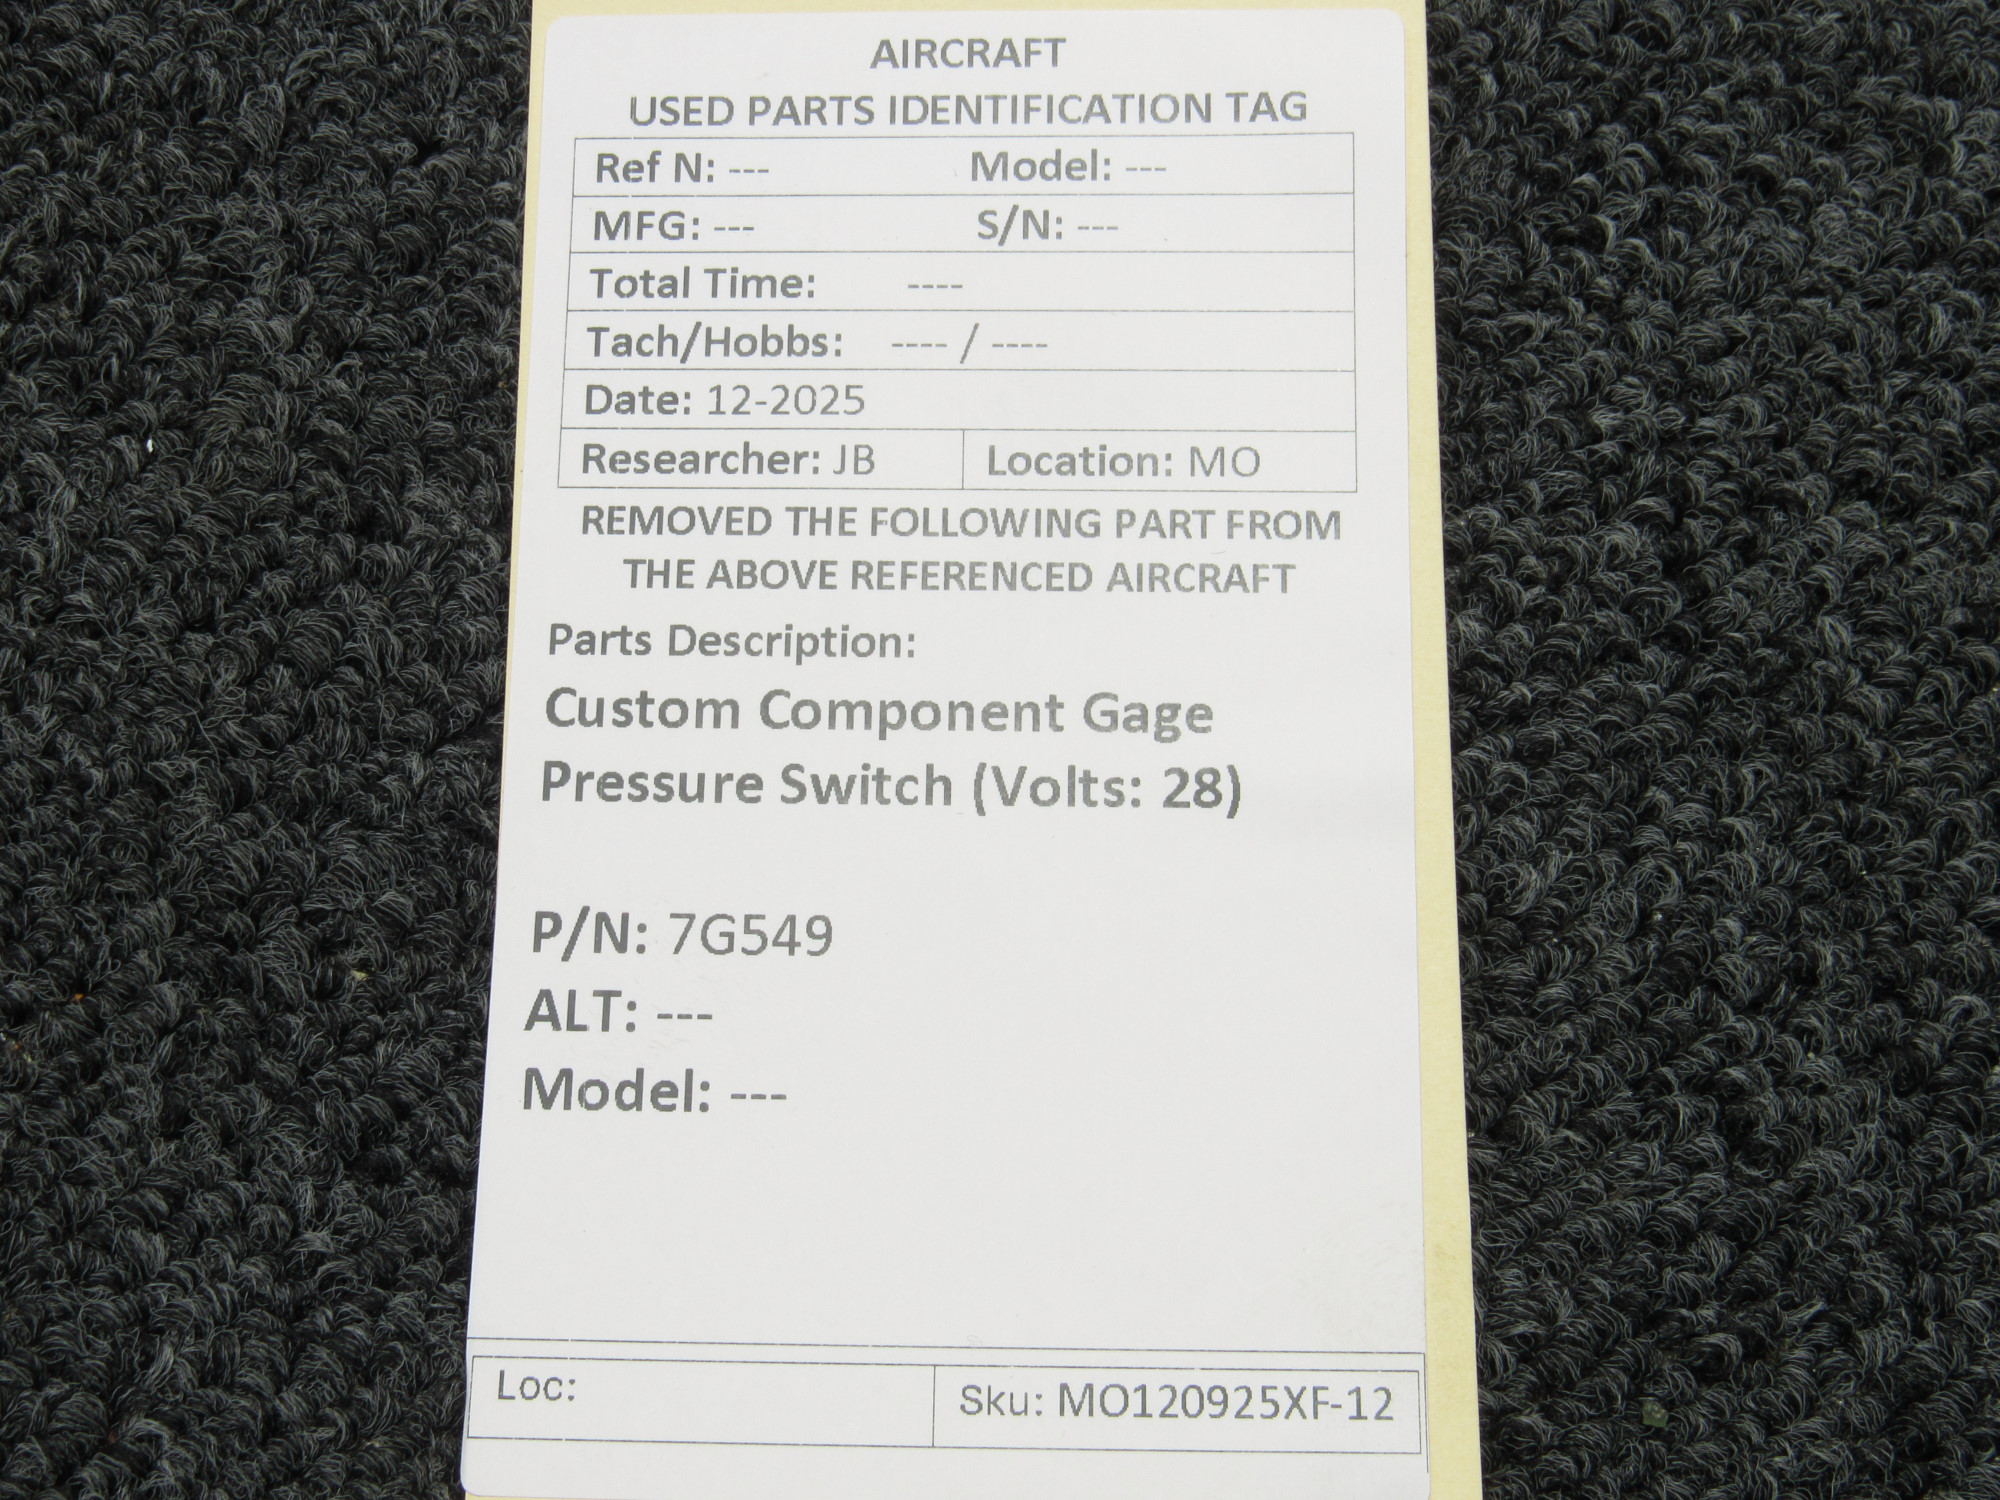 AIRCRAFT
USED PARTS IDENTIFICATION TAG
Ref N: --- Model: ---
MFG: --- S/N: ---
Total Time: ----
Tach/Hobbs: ---- / ----
Date: 12-2025
Researcher: JB Location: MO
REMOVED THE FOLLOWING PART FROM
THE ABOVE REFERENCED AIRCRAFT
Parts Description:
Custom Component Gage
Pressure Switch (Volts: 28)
P/N: 7G549
ALT: ---
Model: ---
Loc: Sku: MO120925XF-12